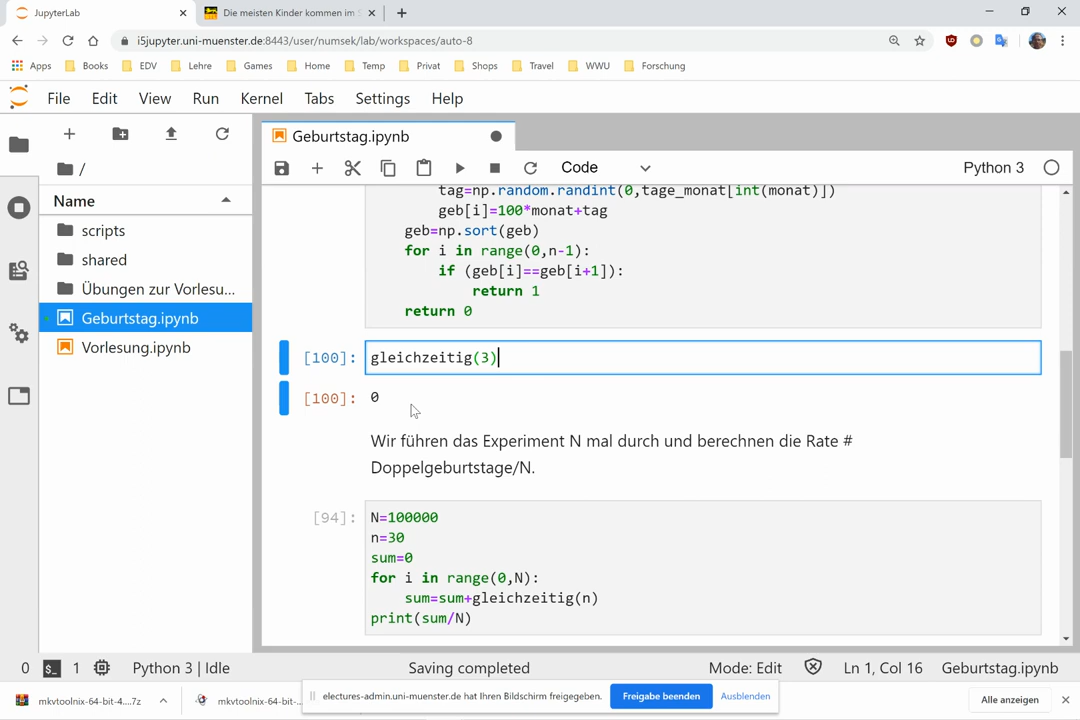 JupyterLab
Die meisten Kinder kommen im S
i5jupyter.uni-muenster.de:8443/user/numsek/lab/workspaces/auto-8
Apps Books EDV Lehre Games Home Temp Privat Shops Travel WWU Forschung
File Edit View Run Kernel Tabs Settings Help
Geburtstag.ipynb
Code
Python 3
/
Name
scripts
shared
Übungen zur Vorlesu...
Geburtstag.ipynb
Vorlesung.ipynb
tag=np.random.randint(0,tage_monat[int(monat)])
geb[i]=100*monat+tag
geb=np.sort(geb)
for i in range(0,n-1):
if (geb[i]==geb[i+1]):
return 1
return 0
[100]: gleichzeitig(3)
[100]: 0
Wir führen das Experiment N mal durch und berechnen die Rate #
Doppelgeburtstage/N.
[94]: N=100000
n=30
sum=0
for i in range(0,N):
sum=sum+gleichzeitig(n)
print(sum/N)
0 1 Python 3 | Idle Saving completed Mode: Edit Ln 1, Col 16 Geburtstag.ipynb
mkvtoolnix-64-bit-4....7z
mkvtoolnix-64-bit-...
electures-admin.uni-muenster.de hat Ihren Bildschirm freigegeben. Freigabe beenden Ausblenden
Alle anzeigen